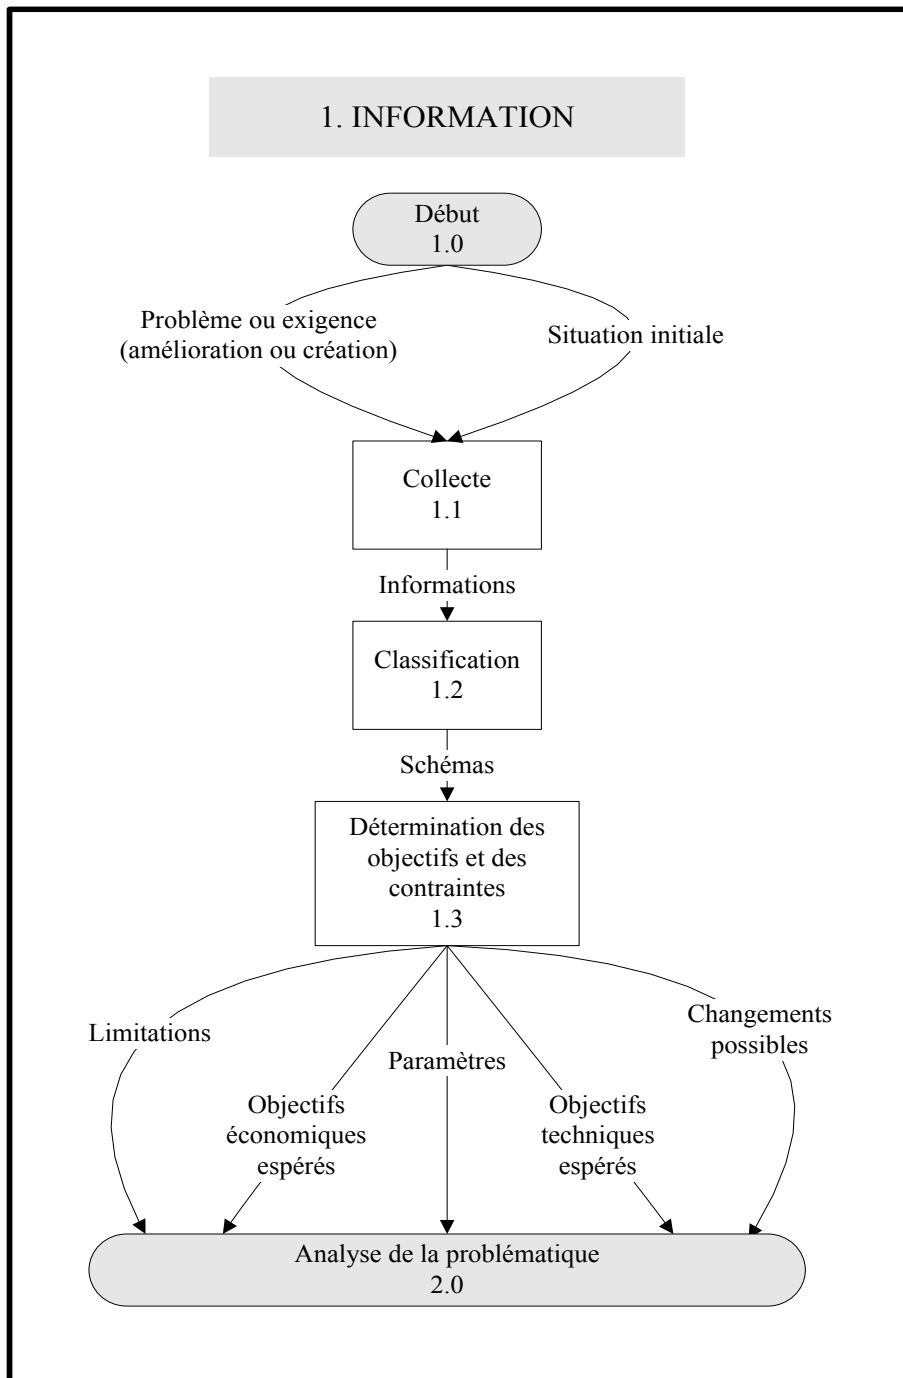 1. INFORMATION
Début
1.0
Problème ou exigence
(amélioration ou création)
Situation initiale
Collecte
1.1
Informations
Classification
1.2
Schémas
Détermination des
objectifs et des
contraintes
1.3
Limitations
Changements
possibles
Paramètres
Objectifs
économiques
espérés
Objectifs
techniques
espérés
Analyse de la problématique
2.0